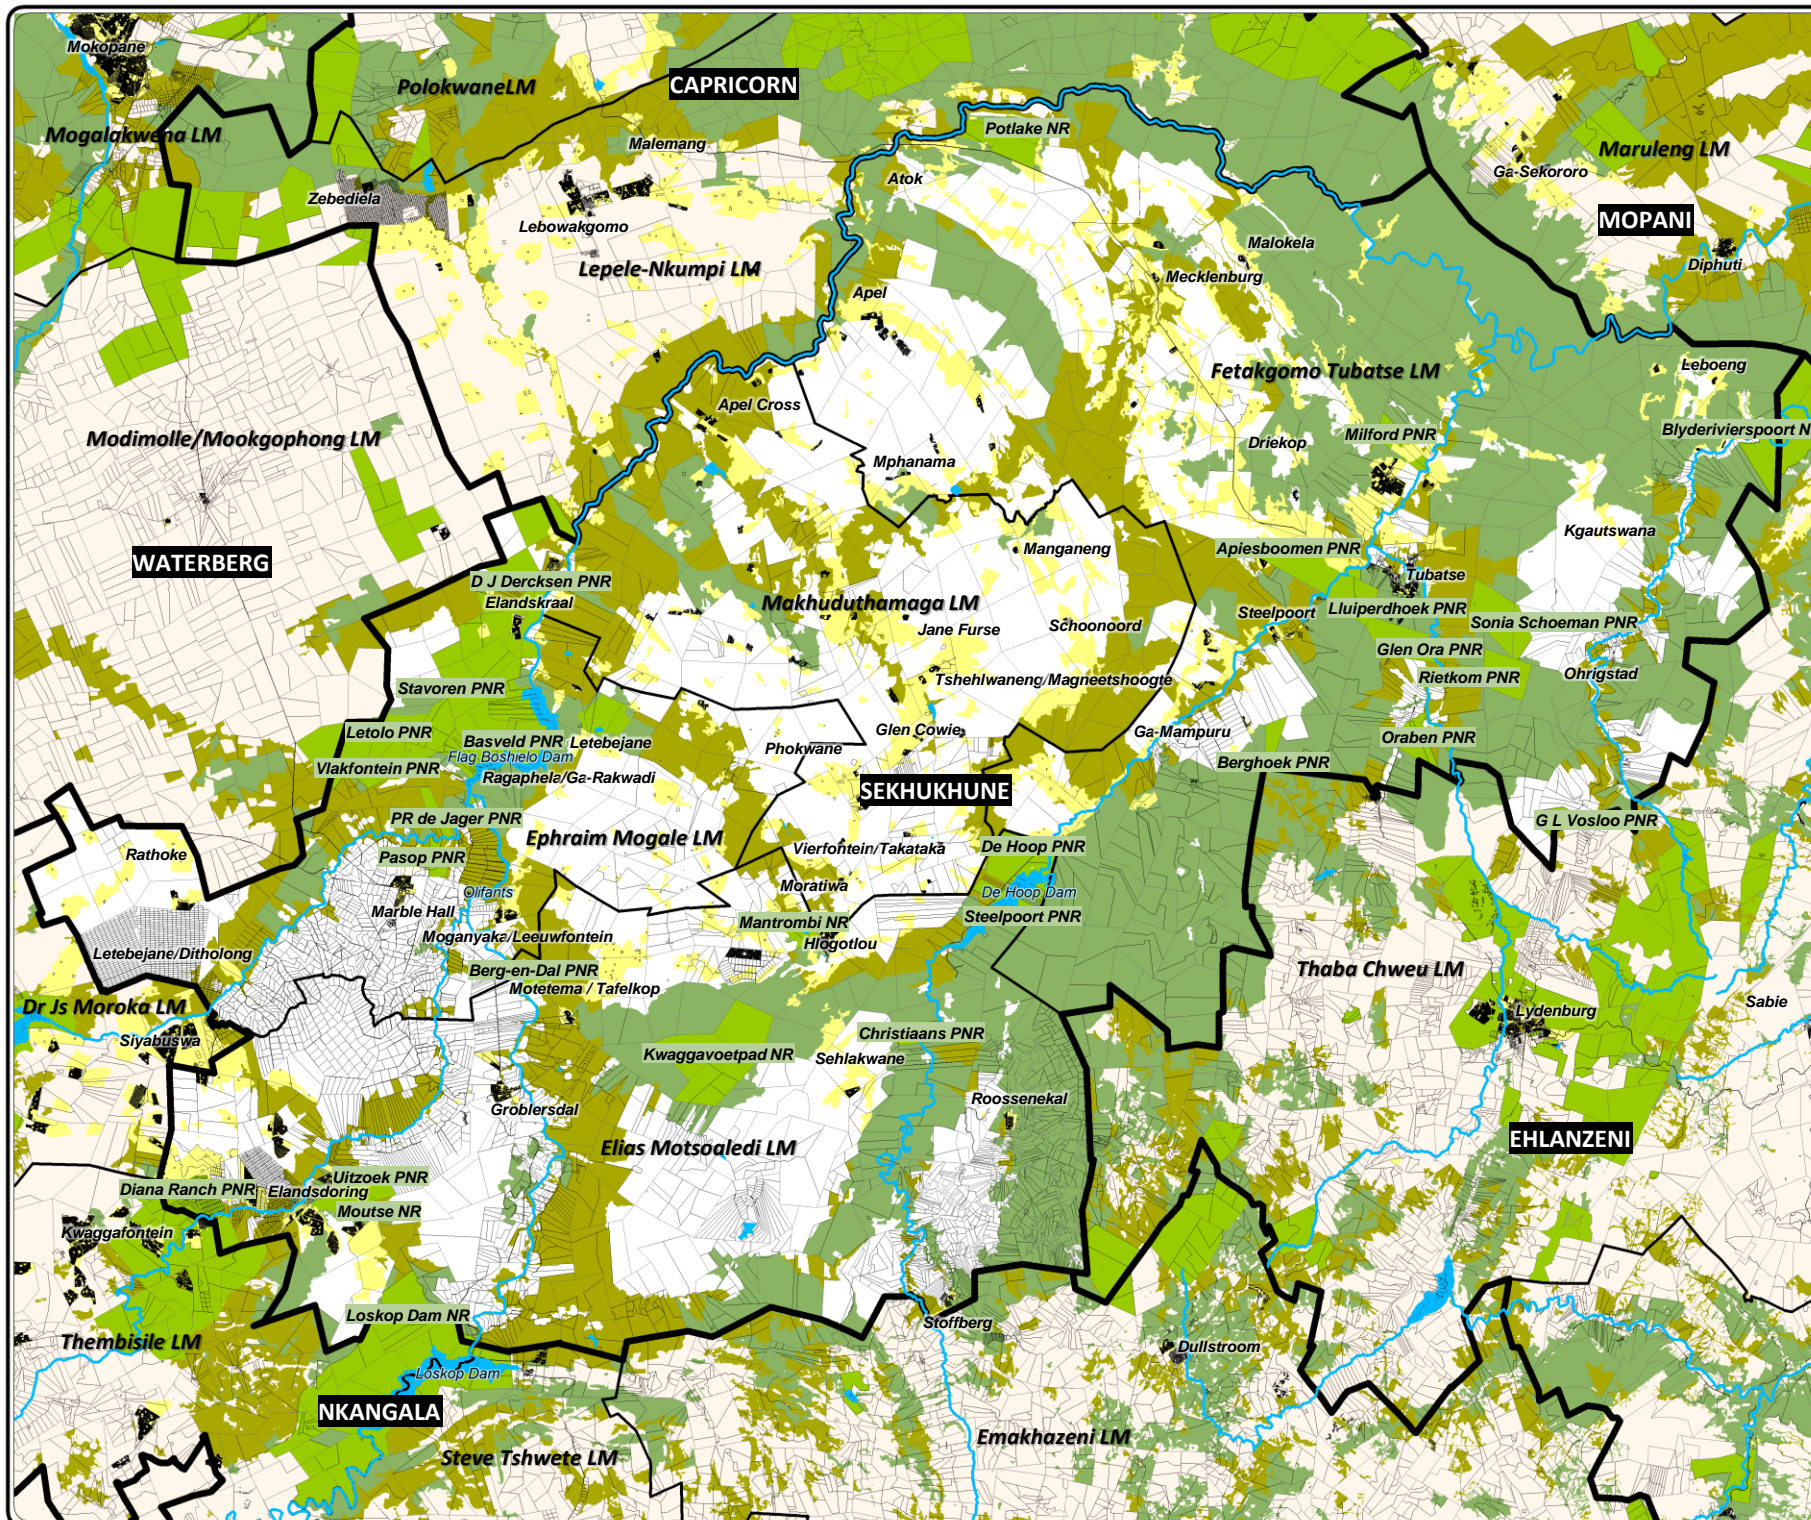 Mokopane
PolokwaneLM
CAPRICORN
Mogalakwena LM
Malemang
Potlake NR
Maruleng LM
Zebediela
Atok
Ga-Sekororo
Lebowakgomo
MOPANI
Lepele-Nkumpi LM
Malokela
Mecklenburg
Diphuti
Apel
Fetakgomo Tubatse LM
Leboeng
Apel Cross
Modimolle/Mookgophong LM
Driekop
Milford PNR
Blyderivierspoort N
Mphanama
Kgautswana
WATERBERG
Manganeng
Apiesboomen PNR
D J Dercksen PNR
Tubatse
Elandskraal
Makhuduthamaga LM
Steelpoort
Lluiperdhoek PNR
Jane Furse
Schoonoord
Sonia Schoeman PNR
Glen Ora PNR
Stavoren PNR
Tshehlwaneng/Magneetshoogte
Rietkom PNR
Ohrigstad
Letolo PNR
Basveld PNR
Letebejane
Glen Cowie
Ga-Mampuru
Oraben PNR
Phokwane
Flag Boshielo Dam
Vlakfontein PNR
Ragaphela/Ga-Rakwadi
Berghoek PNR
SEKHUKHUNE
PR de Jager PNR
G L Vosloo PNR
Ephraim Mogale LM
Rathoke
Pasop PNR
Vierfontein/Takataka
De Hoop PNR
Moratiwa
Olifants
De Hoop Dam
Marble Hall
Mantrombi NR
Steelpoort PNR
Moganyaka/Leeuwfontein
Hlogotlou
Letebejane/Ditholong
Berg-en-Dal PNR
Thaba Chweu LM
Motetema / Tafelkop
Dr Js Moroka LM
Sabie
Lydenburg
Siyabuswa
Christiaans PNR
Kwaggavoetpad NR
Sehlakwane
Roossenekal
Groblersdal
EHLANZENI
Elias Motsoaledi LM
Uitzoek PNR
Diana Ranch PNR
Elandsdoring
Moutse NR
Kwaggafontein
Loskop Dam NR
Stoffberg
Thembisile LM
Dullstroom
Loskop Dam
NKANGALA
Emakhazeni LM
Steve Tshwete LM